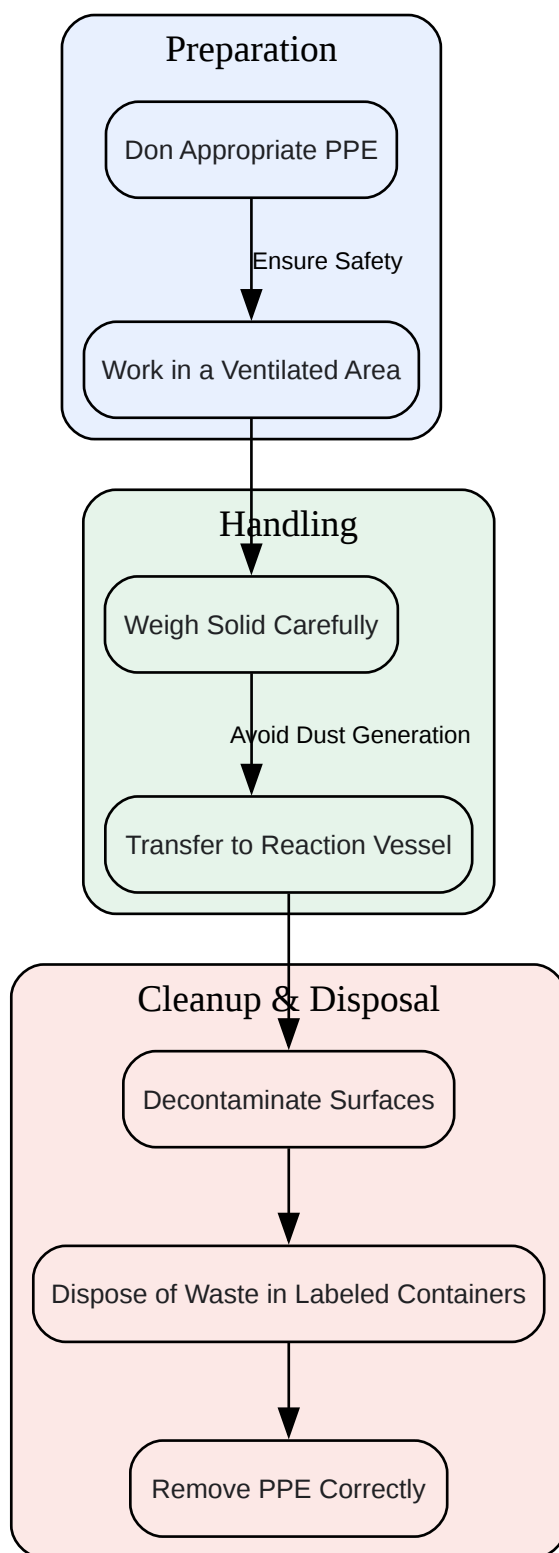 Preparation
Don Appropriate PPE
Ensure Safety
Work in a Ventilated Area
Handling
Weigh Solid Carefully
Avoid Dust Generation
Transfer to Reaction Vessel
Cleanup & Disposal
Decontaminate Surfaces
Dispose of Waste in Labeled Containers
Remove PPE Correctly